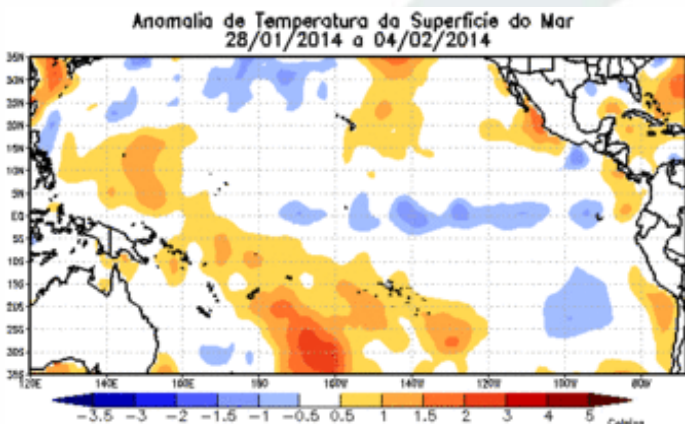 Anomalia de Temperatura da Superfície do Mar
28/01/2014 a 04/02/2014
35N
30N
25N
20N
15N
10N
5N
EQ
5S
10S
15S
20S
25S
30S
35S
120E 140E 160E 180 160W 140W 120W 100W 80W
-3.5 -3 -2 -1.5 -1 -0.5 0.5 1 1.5 2 3 4 5
Celsius